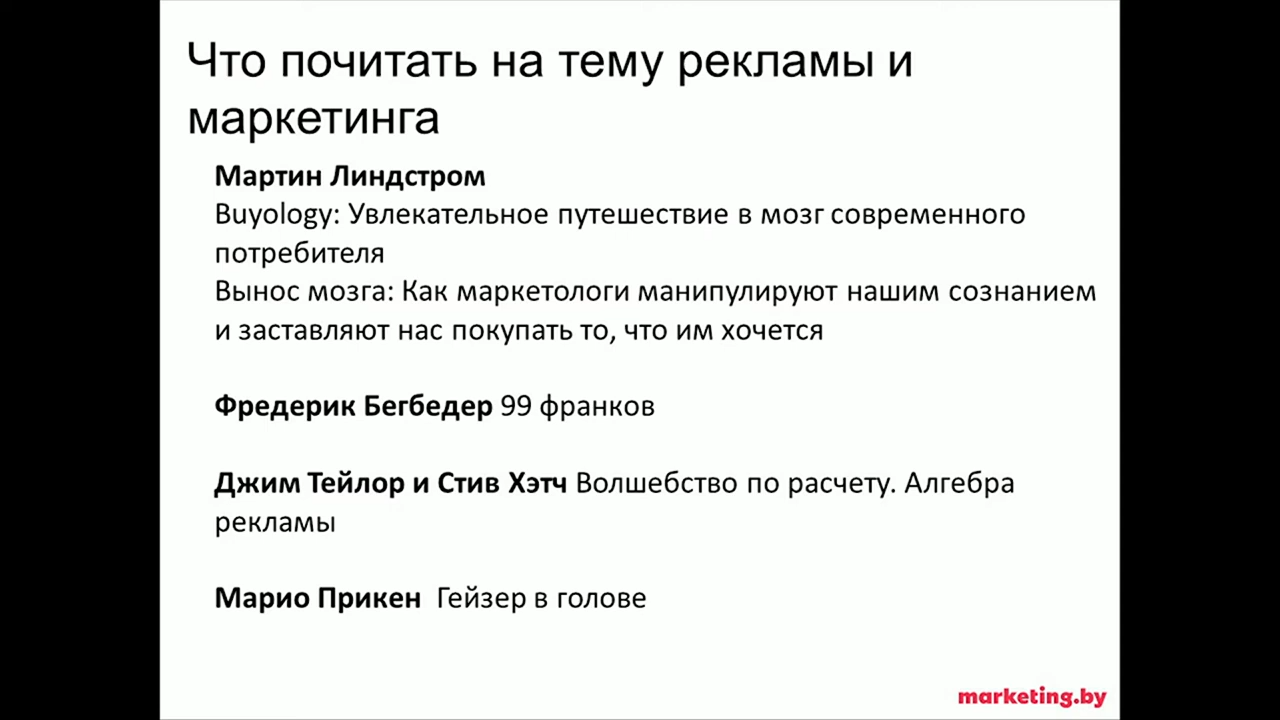 Что почитать на тему рекламы и
маркетинга
Мартин Линдстром
Buyology: Увлекательное путешествие в мозг современного
потребителя
Вынос мозга: Как маркетологи манипулируют нашим сознанием
и заставляют нас покупать то, что им хочется
Фредерик Бегбедер 99 франков
Джим Тейлор и Стив Хэтч Волшебство по расчету. Алгебра
рекламы
Марио Прикен Гейзер в голове
marketing.by